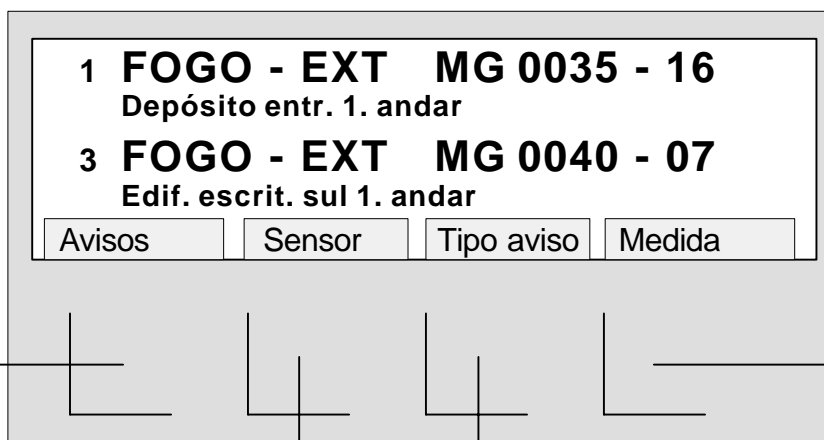 1 FOGO - EXT MG 0035 - 16
Depósito entr. 1. andar
3 FOGO - EXT MG 0040 - 07
Edif. escrit. sul 1. andar
Avisos Sensor Tipo aviso Medida